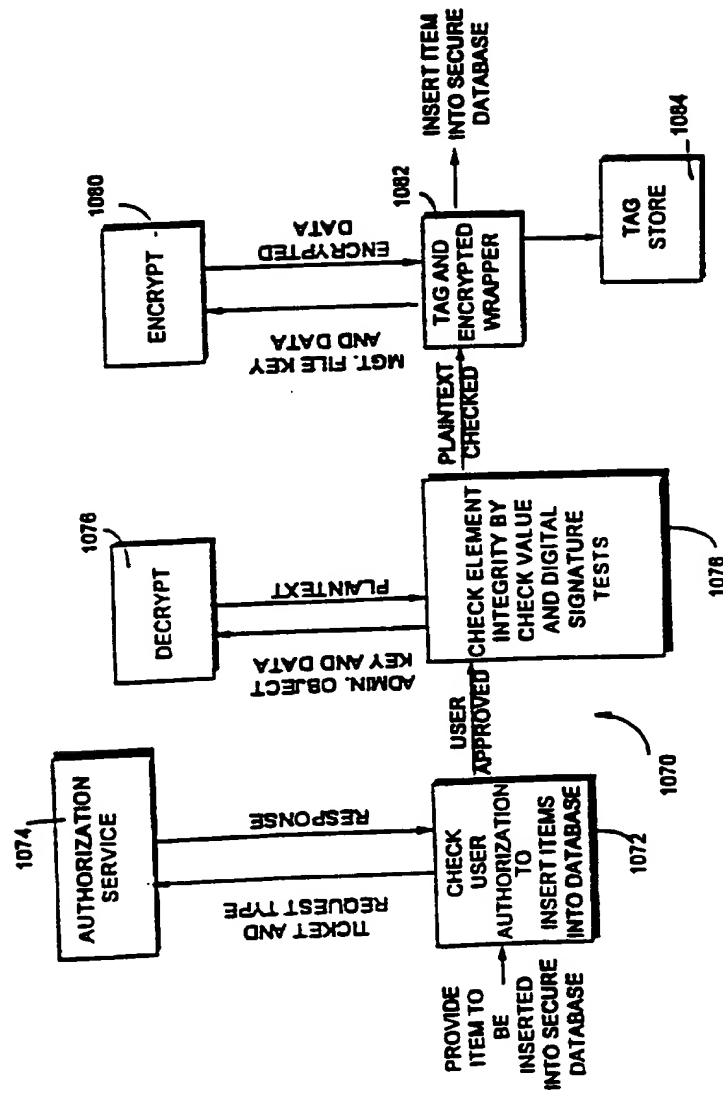 1074
AUTHORIZATION
SERVICE
TICKET AND
REQUEST TYPE
RESPONSE
PROVIDE
ITEM TO
BE
INSERTED
INTO SECURE
DATABASE
CHECK
USER
AUTHORIZATION
TO
INSERT ITEMS
INTO DATABASE
1072
1070
USER
APPROVED
1076
DECRYPT
ADMIN. OBJECT
KEY AND DATA
PLAINTEXT
CHECK ELEMENT
INTEGRITY BY
CHECK VALUE
AND DIGITAL
SIGNATURE
TESTS
1078
PLAINTEXT
CHECKED
1080
ENCRYPT
MGT. FILE KEY
AND DATA
ENCRYPTED
DATA
1082
TAG AND
ENCRYPTED
WRAPPER
INSERT ITEM
INTO SECURE
DATABASE
TAG
STORE
1084